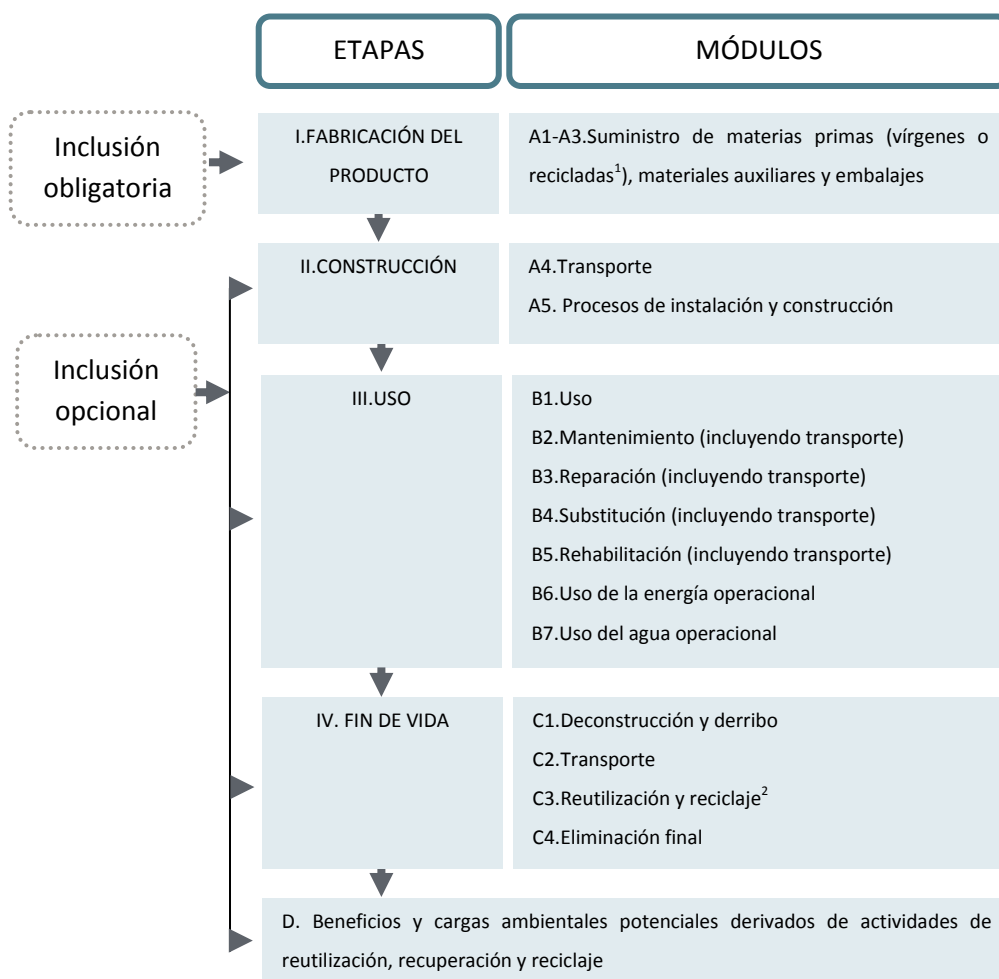 ETAPAS
MÓDULOS
Inclusión
obligatoria
I.FABRICACIÓN DEL
PRODUCTO
A1-A3.Suministro de materias primas (vírgenes o
recicladas¹), materiales auxiliares y embalajes
II.CONSTRUCCIÓN
A4.Transporte
A5. Procesos de instalación y construcción
Inclusión
opcional
III.USO
B1.Uso
B2.Mantenimiento (incluyendo transporte)
B3.Reparación (incluyendo transporte)
B4.Substitución (incluyendo transporte)
B5.Rehabilitación (incluyendo transporte)
B6.Uso de la energía operacional
B7.Uso del agua operacional
IV. FIN DE VIDA
C1.Deconstrucción y derribo
C2.Transporte
C3.Reutilización y reciclaje²
C4.Eliminación final
D. Beneficios y cargas ambientales potenciales derivados de actividades de
reutilización, recuperación y reciclaje